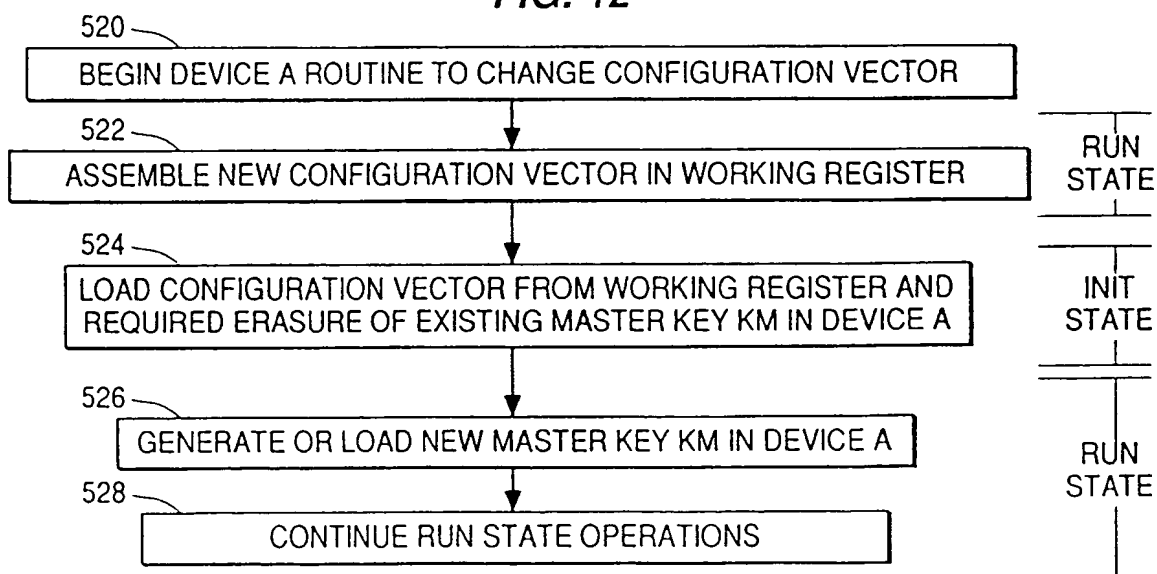 FIG. 12
520
BEGIN DEVICE A ROUTINE TO CHANGE CONFIGURATION VECTOR
522
ASSEMBLE NEW CONFIGURATION VECTOR IN WORKING REGISTER
RUN
STATE
524
LOAD CONFIGURATION VECTOR FROM WORKING REGISTER AND
REQUIRED ERASURE OF EXISTING MASTER KEY KM IN DEVICE A
INIT
STATE
526
GENERATE OR LOAD NEW MASTER KEY KM IN DEVICE A
528
CONTINUE RUN STATE OPERATIONS
RUN
STATE